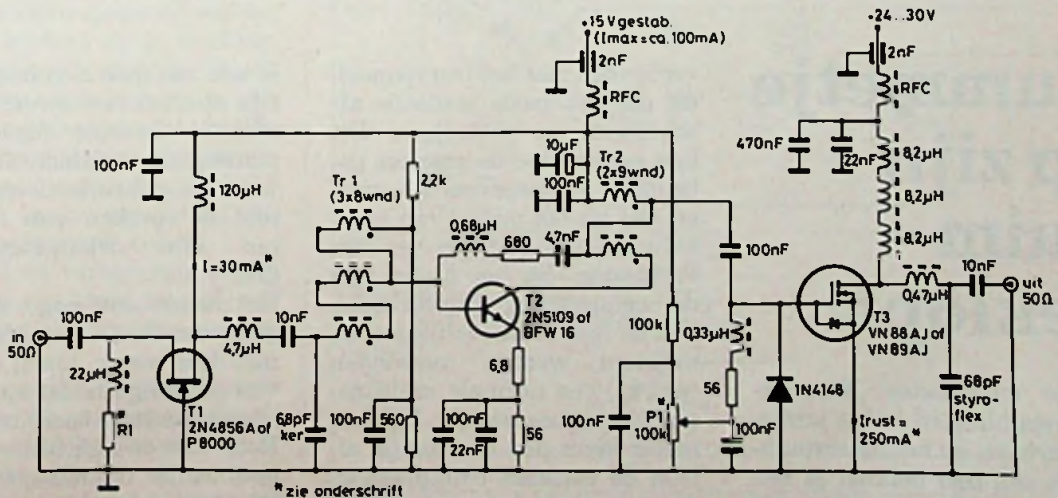 -15 V gestab.
(Imax = ca. 100mA)
2nF
RFC
-24...30V
2nF
RFC
100nF
120µH
I = 30mA*
Tr 1
(3x8wnd)
2,2k
10µF
100nF
Tr 2
(2x9wnd)
0,68µH
680
4,7nF
470nF
22nF
8,2µH
8,2µH
8,2µH
100nF
in
50Ω
100nF
22µH
*
R1
T1
2N4856A of
P8000
4,7µH
10nF
6,8pF
ker
100nF
560
100nF
22nF
T2
2N5109 of
BFW 16
6,8
56
100k
100nF
*
P1
100k
0,33µH
56
100nF
1N4148
T3
VN 88 AJ of
VN 89 AJ
Irust =
250mA
0,47µH
10nF
uit
50Ω
68pF
styro-
flex
* zie onderschrift